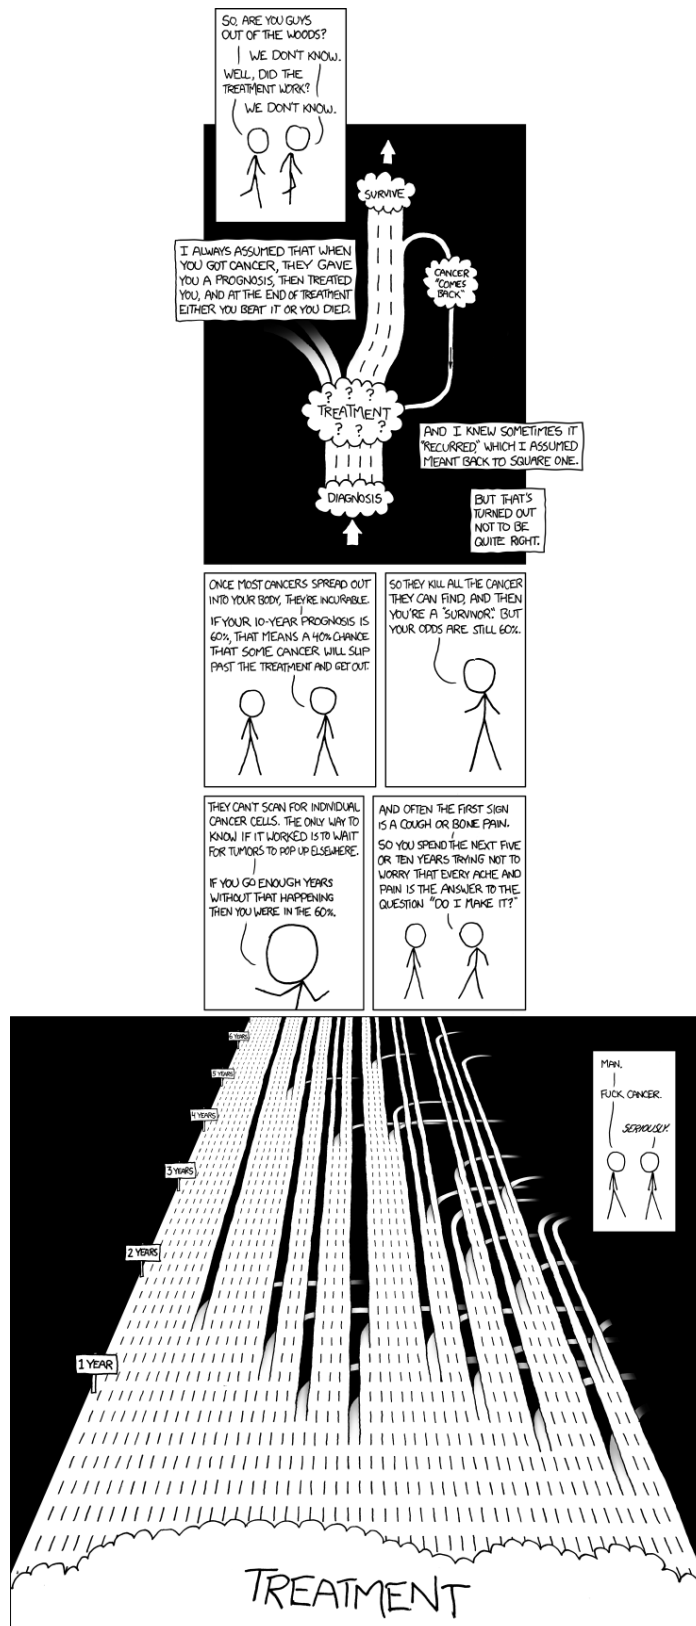 SO, ARE YOU GUYS
OUT OF THE WOODS?
WE DON'T KNOW.
WELL, DID THE
TREATMENT WORK?
WE DON'T KNOW.
SURVIVE
I ALWAYS ASSUMED THAT WHEN
YOU GOT CANCER, THEY GAVE
YOU A PROGNOSIS, THEN TREATED
YOU, AND AT THE END OF TREATMENT
EITHER YOU BEAT IT OR YOU DIED.
CANCER
"COMES
BACK"
? ? ? ?
TREATMENT
? ? ? ?
AND I KNEW SOMETIMES IT
"RECURRED," WHICH I ASSUMED
MEANT BACK TO SQUARE ONE.
DIAGNOSIS
BUT THAT'S
TURNED OUT
NOT TO BE
QUITE RIGHT.
ONCE MOST CANCERS SPREAD OUT
INTO YOUR BODY, THEY'RE INCURABLE.
IF YOUR 10-YEAR PROGNOSIS IS
60%, THAT MEANS A 40% CHANCE
THAT SOME CANCER WILL SLIP
PAST THE TREATMENT AND GET OUT.
SO THEY KILL ALL THE CANCER
THEY CAN FIND, AND THEN
YOU'RE A "SURVIVOR". BUT
YOUR ODDS ARE STILL 60%.
THEY CAN'T SCAN FOR INDIVIDUAL
CANCER CELLS. THE ONLY WAY TO
KNOW IF IT WORKED IS TO WAIT
FOR TUMORS TO POP UP ELSEWHERE.
IF YOU GO ENOUGH YEARS
WITHOUT THAT HAPPENING
THEN YOU WERE IN THE 60%.
AND OFTEN THE FIRST SIGN
IS A COUGH OR BONE PAIN.
SO YOU SPEND THE NEXT FIVE
OR TEN YEARS TRYING NOT TO
WORRY THAT EVERY ACHE AND
PAIN IS THE ANSWER TO THE
QUESTION "DO I MAKE IT?"
6 YEARS
5 YEARS
4 YEARS
3 YEARS
2 YEARS
1 YEAR
MAN.
FUCK CANCER.
SERIOUSLY.
TREATMENT